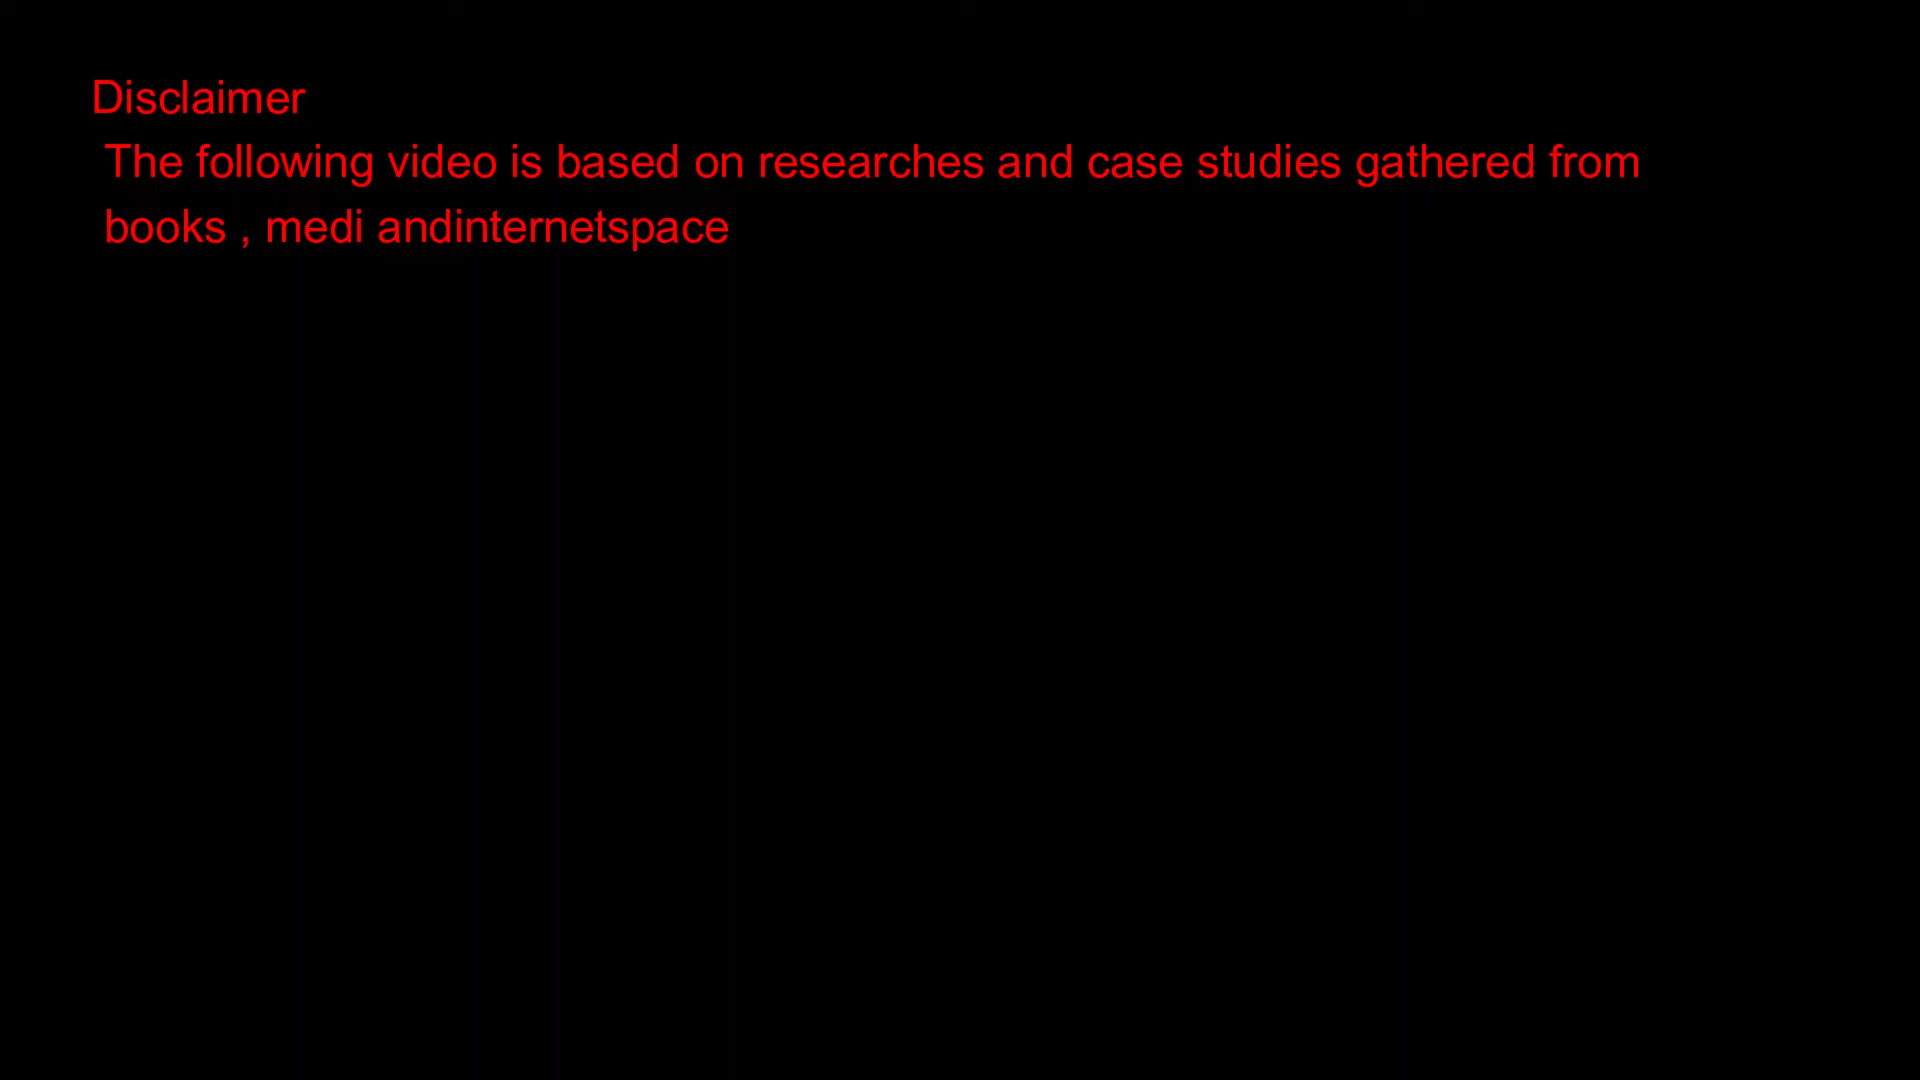 Disclaimer
The following video is based on researches and case studies gathered from
books , medi andinternetspace